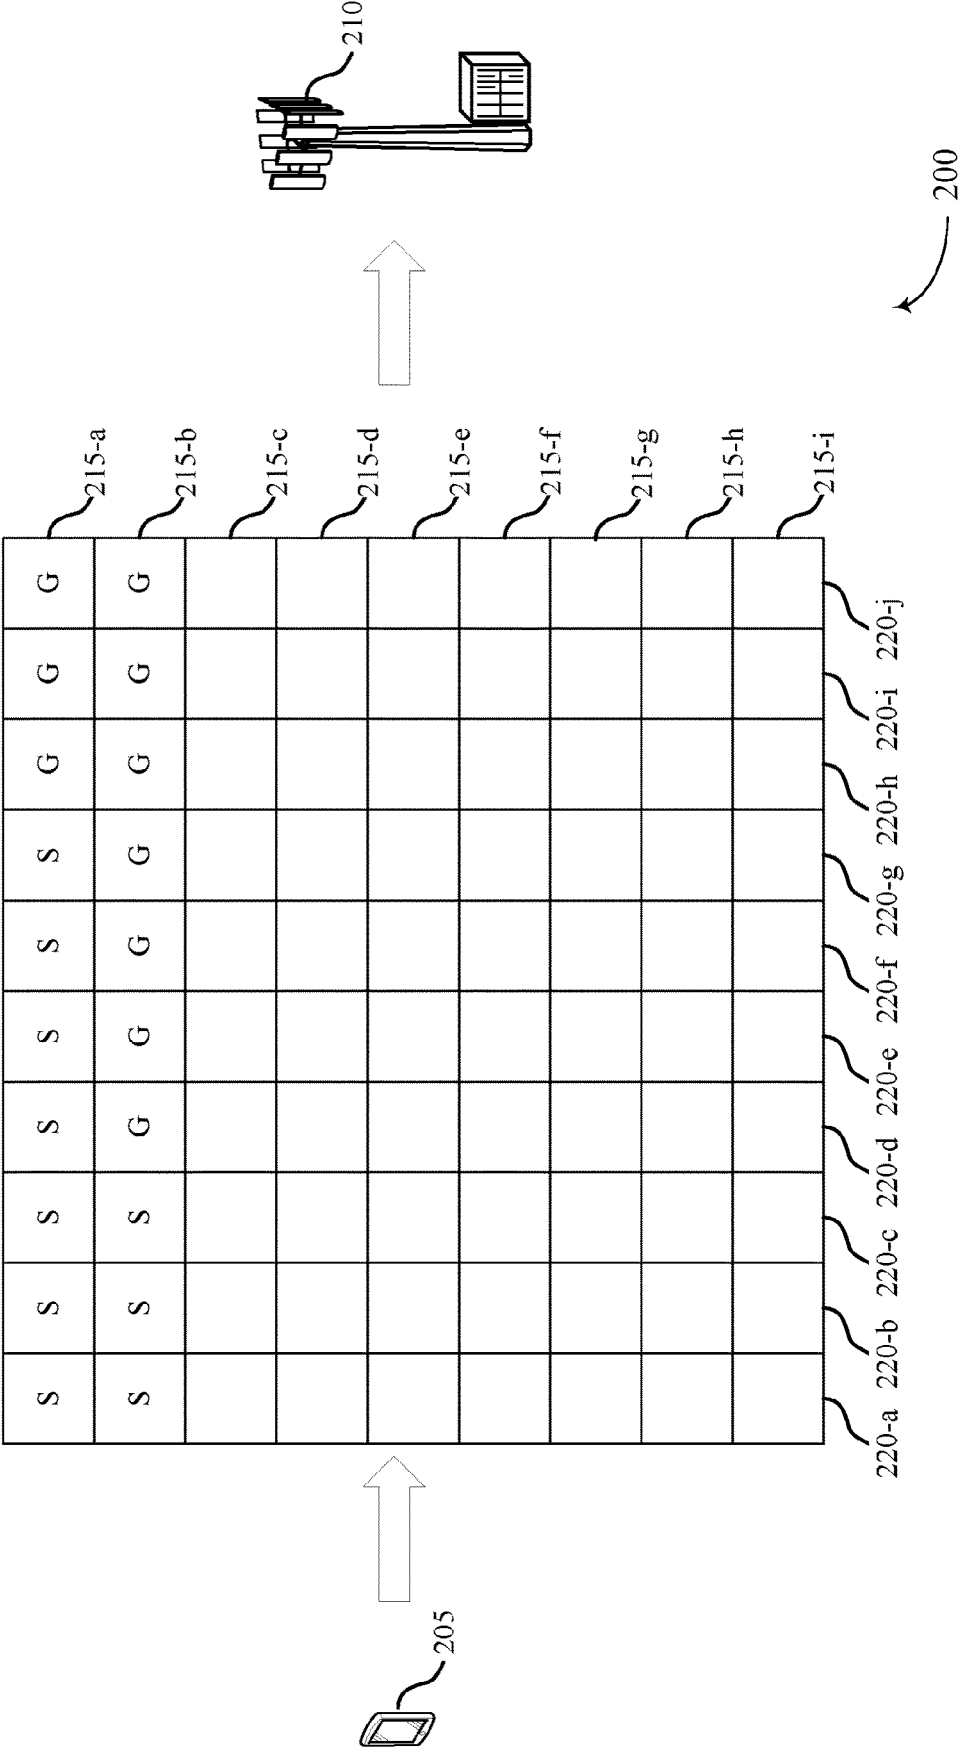 210
200
S S S S S S S G G G 215-a
S S S G G G G G G G 215-b
215-c
215-d
215-e
215-f
215-g
215-h
215-i
220-a 220-b 220-c 220-d 220-e 220-f 220-g 220-h 220-i 220-j
205